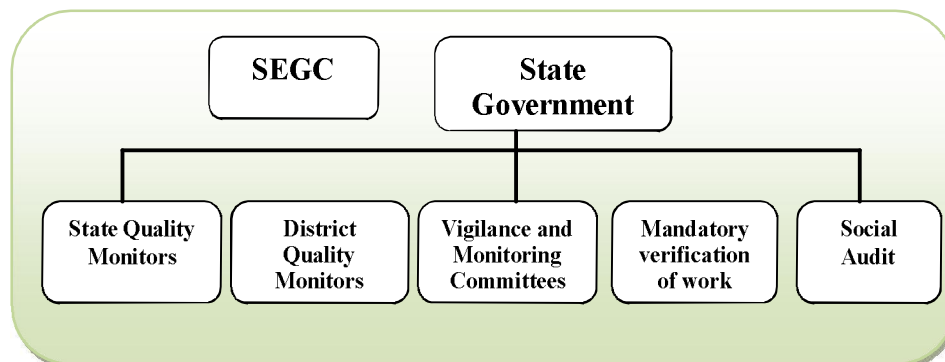 SEGC
State
Government
State Quality
Monitors
District
Quality
Monitors
Vigilance and
Monitoring
Committees
Mandatory
verification
of work
Social
Audit